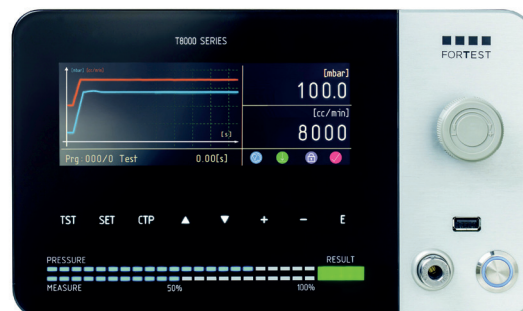 T8000 SERIES
FORTEST
[mbar] [cc/min]
[mbar]
100.0
[cc/min]
8000
[s]
Prg:000/0 Test 0.00[s]
TST SET CTP ▲ ▼ + - E
PRESSURE RESULT
MEASURE 50% 100%